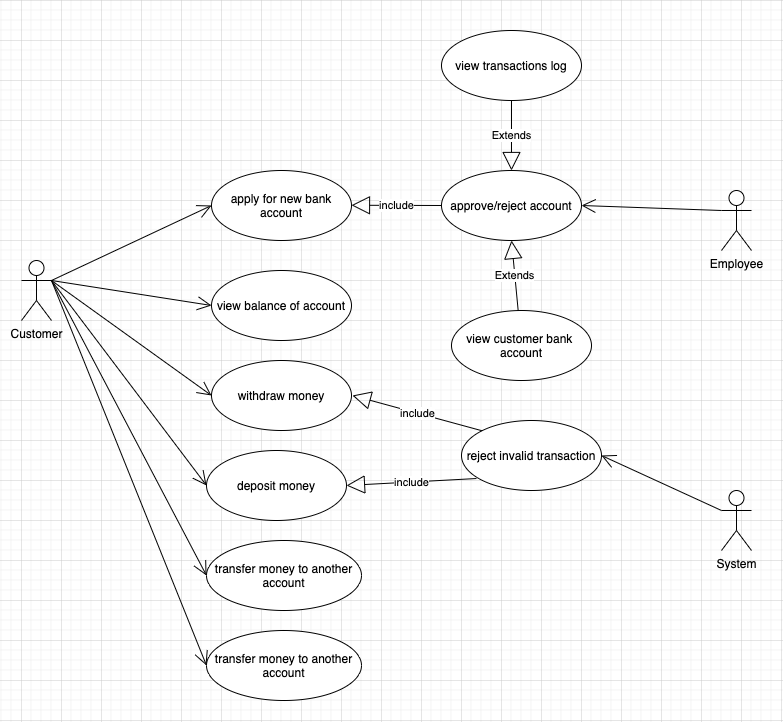 view transactions log
Extends
apply for new bank
account
include
approve/reject account
Employee
Extends
Customer
view balance of account
view customer bank
account
withdraw money
include
reject invalid transaction
deposit money
include
System
transfer money to another
account
transfer money to another
account